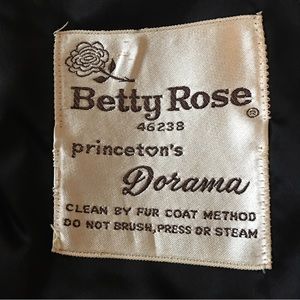 Betty Rose®
46238
princeton's
Dorama
CLEAN BY FUR COAT METHOD
DO NOT BRUSH, PRESS OR STEAM